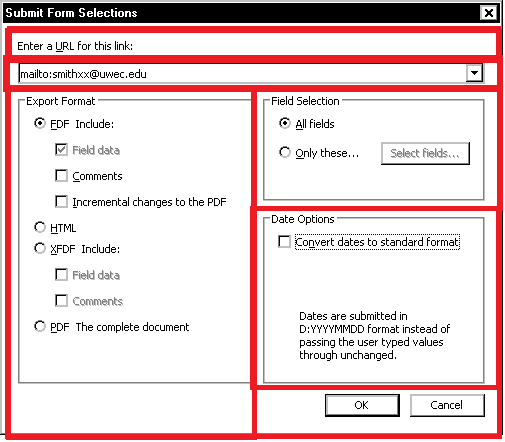 Submit Form Selections
Enter a URL for this link:
mailto:smithxx@uwec.edu
Export Format
FDF Include:
Field data
Comments
Incremental changes to the PDF
HTML
XFDF Include:
Field data
Comments
PDF The complete document
Field Selection
All fields
Only these... Select fields...
Date Options
Convert dates to standard format
Dates are submitted in
D:YYYYMMDD format instead of
passing the user typed values
through unchanged.
OK Cancel